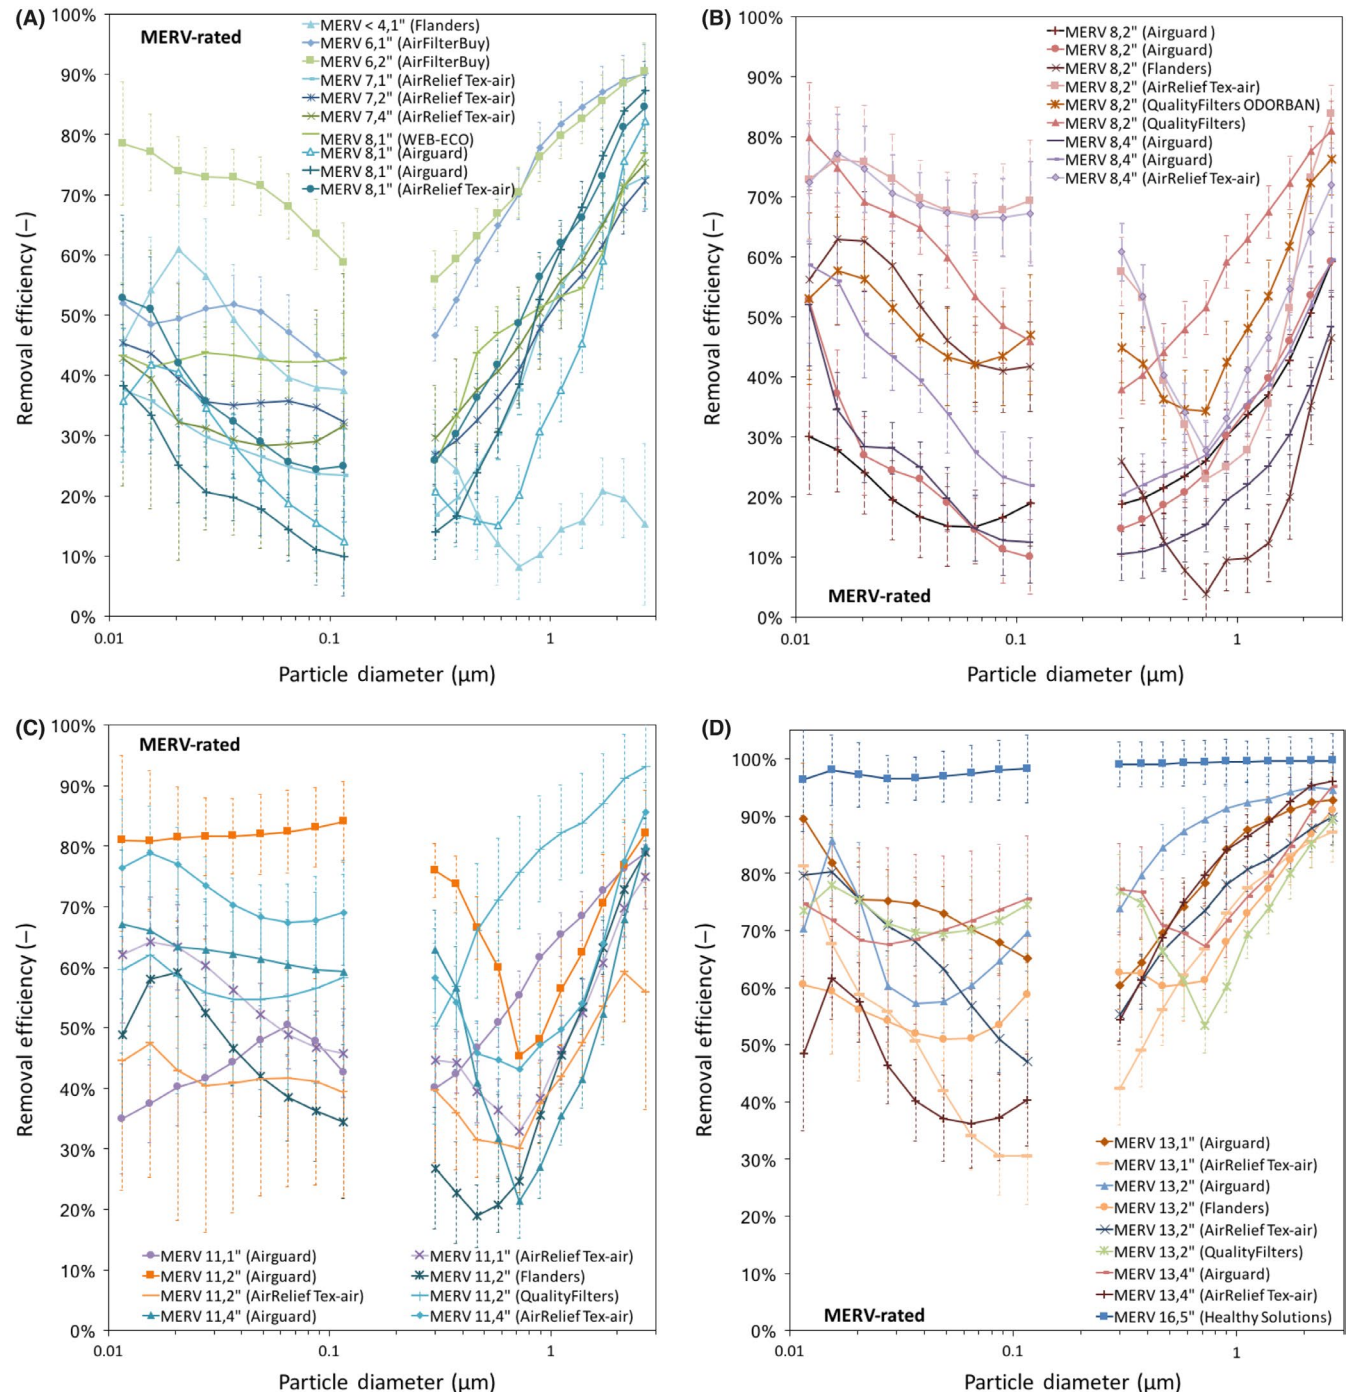 (A)
MERV-rated
MERV < 4,1" (Flanders)
MERV 6,1" (AirFilterBuy)
MERV 6,2" (AirFilterBuy)
MERV 7,1" (AirRelief Tex-air)
MERV 7,2" (AirRelief Tex-air)
MERV 7,4" (AirRelief Tex-air)
MERV 8,1" (WEB-ECO)
MERV 8,1" (Airguard)
MERV 8,1" (Airguard)
MERV 8,1" (AirRelief Tex-air)
100%
90%
80%
70%
60%
50%
40%
30%
20%
10%
0%
Removal efficiency (–)
0.01
0.1
1
Particle diameter (μm)
(B)
MERV 8,2" (Airguard )
MERV 8,2" (Airguard)
MERV 8,2" (Flanders)
MERV 8,2" (AirRelief Tex-air)
MERV 8,2" (QualityFilters ODORBAN)
MERV 8,2" (QualityFilters)
MERV 8,4" (Airguard)
MERV 8,4" (Airguard)
MERV 8,4" (AirRelief Tex-air)
100%
90%
80%
70%
60%
50%
40%
30%
20%
10%
0%
Removal efficiency (–)
MERV-rated
0.01
0.1
1
Particle diameter (μm)
(C)
MERV-rated
100%
90%
80%
70%
60%
50%
40%
30%
20%
10%
0%
Removal efficiency (–)
MERV 11,1" (Airguard)
MERV 11,2" (Airguard)
MERV 11,2" (AirRelief Tex-air)
MERV 11,4" (Airguard)
MERV 11,1" (AirRelief Tex-air)
MERV 11,2" (Flanders)
MERV 11,2" (QualityFilters)
MERV 11,4" (AirRelief Tex-air)
0.01
0.1
1
Particle diameter (μm)
(D)
100%
90%
80%
70%
60%
50%
40%
30%
20%
10%
0%
Removal efficiency (–)
MERV 13,1" (Airguard)
MERV 13,1" (AirRelief Tex-air)
MERV 13,2" (Airguard)
MERV 13,2" (Flanders)
MERV 13,2" (AirRelief Tex-air)
MERV 13,2" (QualityFilters)
MERV 13,4" (Airguard)
MERV 13,4" (AirRelief Tex-air)
MERV 16,5" (Healthy Solutions)
MERV-rated
0.01
0.1
1
Particle diameter (μm)